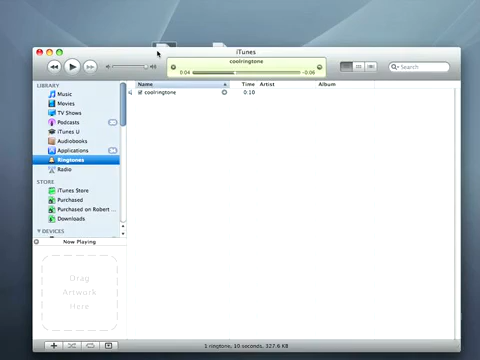 iTunes
coolringtone
0:04
-0:06
Search
Name
Time
Artist
Album
coolringtone
0:10
LIBRARY
Music
Movies
TV Shows
Podcasts
iTunes U
Audiobooks
Applications
Ringtones
Radio
STORE
iTunes Store
Purchased
Purchased on Robert ...
Downloads
DEVICES
Now Playing
Drag
Artwork
Here
1 ringtone, 10 seconds, 327.6 KB